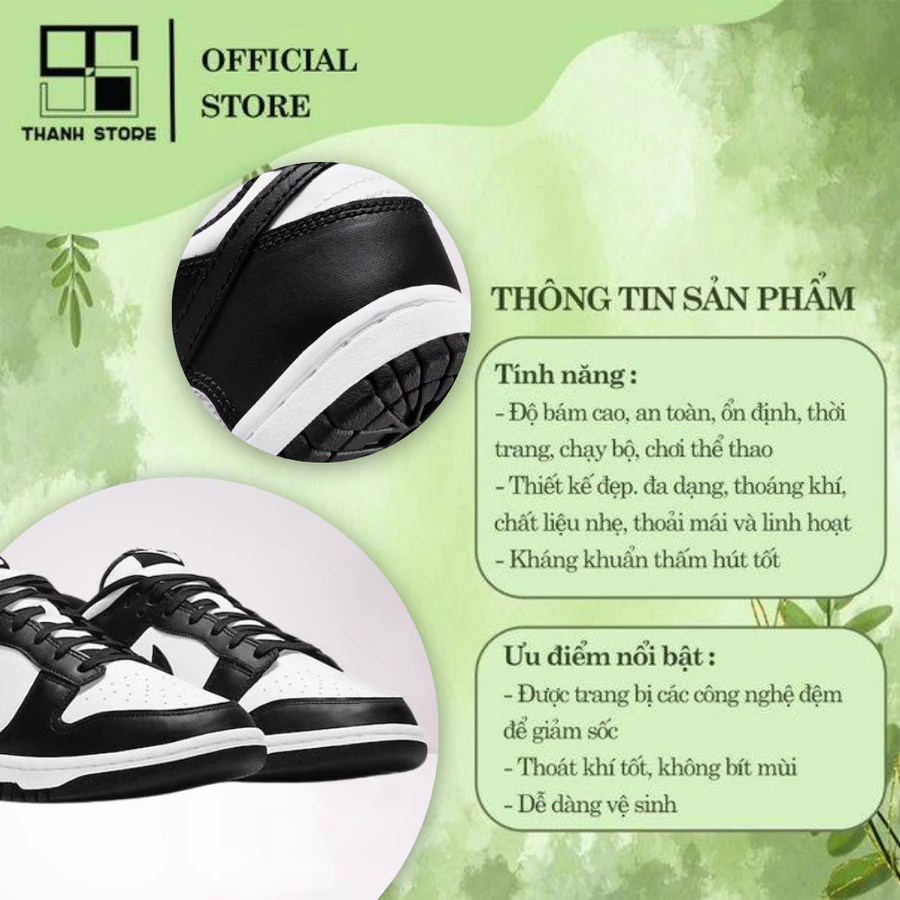 THANH STORE
OFFICIAL
STORE
THÔNG TIN SẢN PHẨM
Tính năng :
- Độ bám cao, an toàn, ổn định, thời
trang, chạy bộ, chơi thể thao
- Thiết kế đẹp. đa dạng, thoáng khí,
chất liệu nhẹ, thoải mái và linh hoạt
- Kháng khuẩn thấm hút tốt
Ưu điểm nổi bật :
- Được trang bị các công nghệ đệm
để giảm sốc
- Thoát khí tốt, không bít mùi
- Dễ dàng vệ sinh